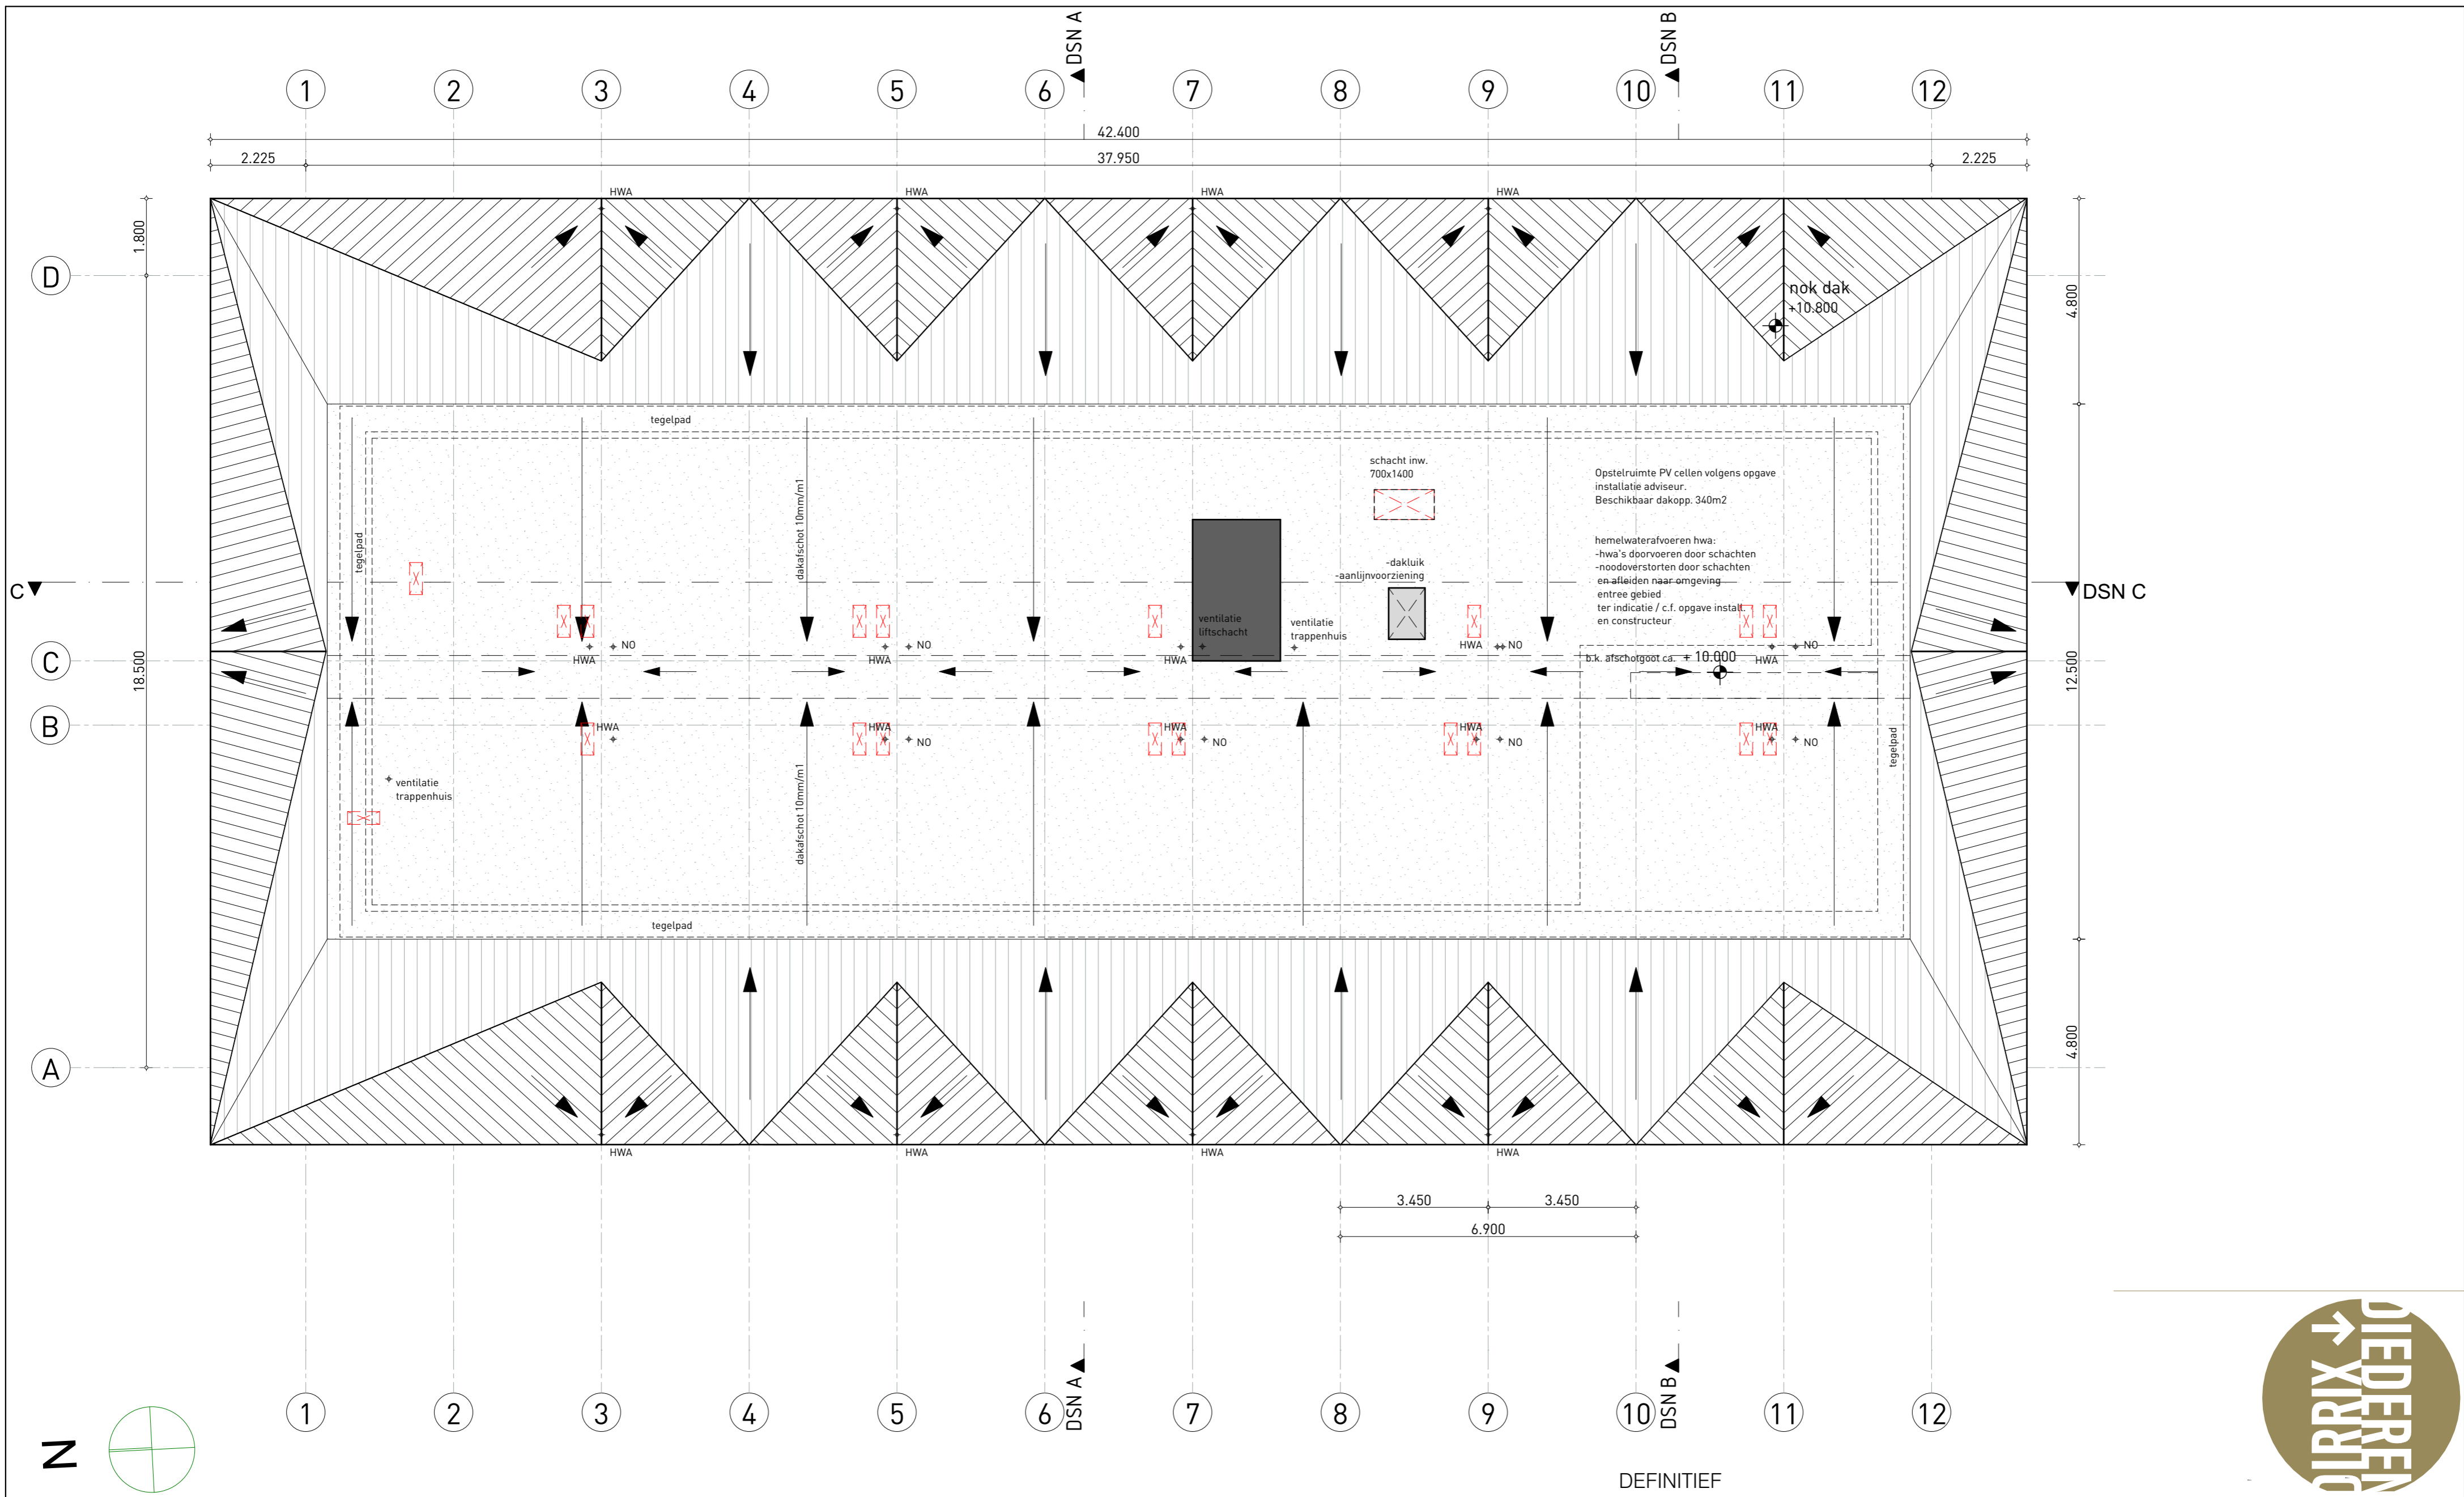 DSN A
DSN B
1
2
3
4
5
6
7
8
9
10
11
12
42.400
2.225
37.950
2.225
HWA
HWA
HWA
HWA
1.800
D
nok dak
+10.800
4.800
tegelpad
schacht inw.
700x1400
Opstelruimte PV cellen volgens opgave
installatie adviseur.
Beschikbaar dakopp. 340m2
dakafschot 10mm/m1
tegelpad
hemelwaterafvoeren hwa:
-hwa's doorvoeren door schachten
-noodoverstorten door schachten
en afleiden naar omgeving
entree gebied
ter indicatie / c.f. opgave install.
en constructeur
-dakluik
-aanlijnvoorziening
C
DSN C
ventilatie
liftschacht
ventilatie
trappenhuis
NO
NO
NO
NO
HWA
HWA
HWA
HWA
HWA
C
b.k. afschotgoot ca.
+ 10.000
18.500
12.500
B
HWA
HWA
HWA
HWA
HWA
NO
NO
NO
NO
tegelpad
ventilatie
trappenhuis
dakafschot 10mm/m1
tegelpad
A
4.800
HWA
HWA
HWA
HWA
3.450
3.450
6.900
DSN A
DSN B
1
2
3
4
5
6
7
8
9
10
11
12
N
DEFINITIEF
DIEDEREN
DIRRIX